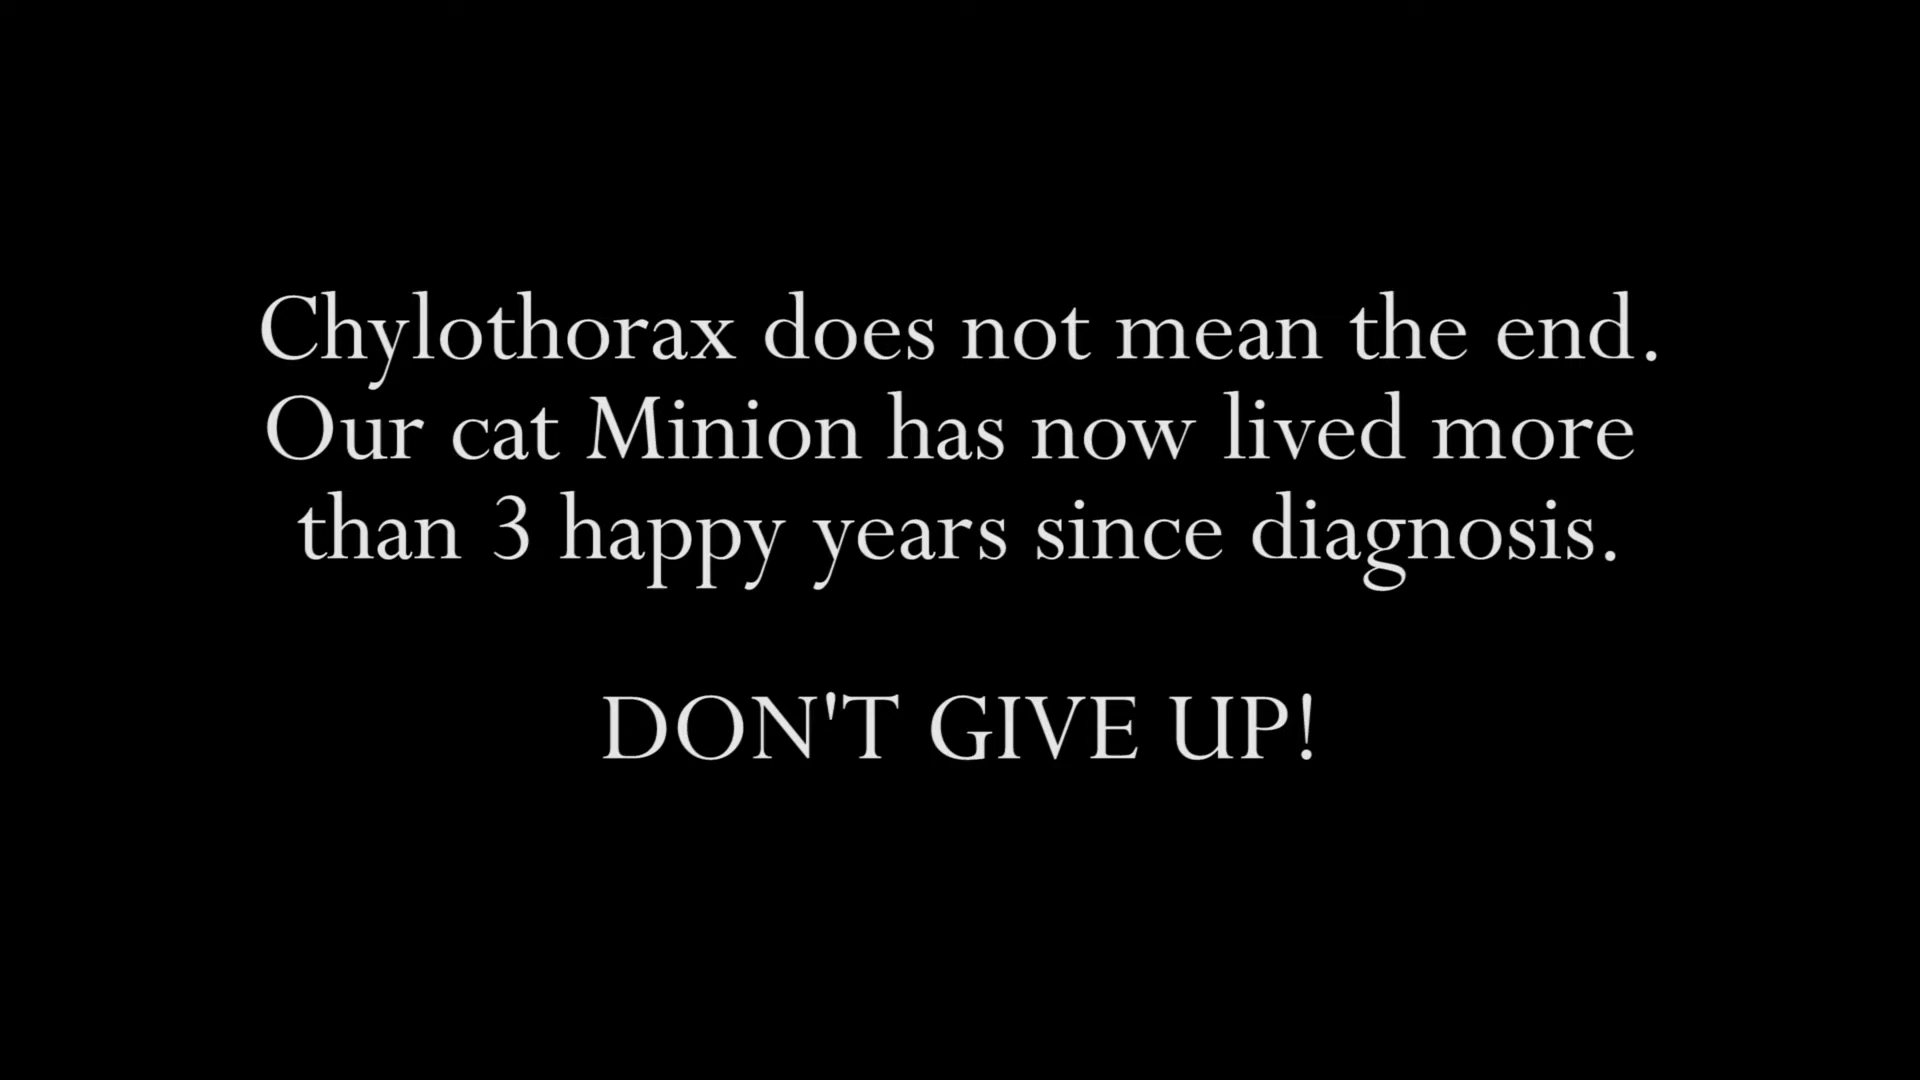 Chylothorax does not mean the end.
Our cat Minion has now lived more
than 3 happy years since diagnosis.
DON'T GIVE UP!